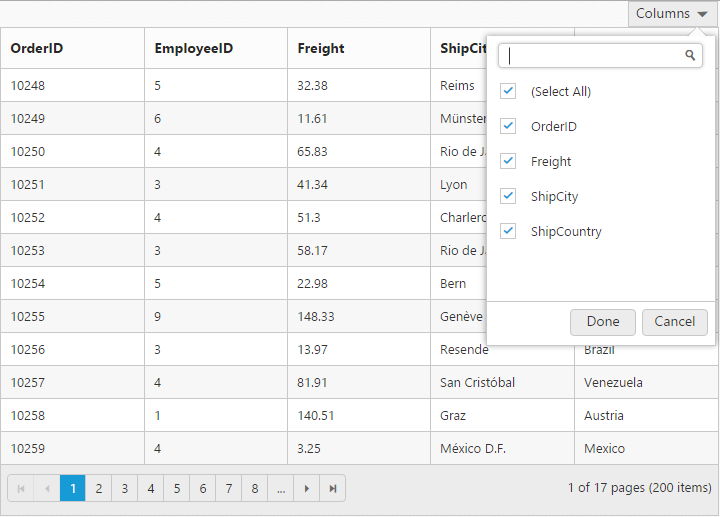 Columns
OrderID EmployeeID Freight ShipCit
10248 5 32.38 Reims
10249 6 11.61 Münster
10250 4 65.83 Rio de Ja
10251 3 41.34 Lyon
10252 4 51.3 Charlero
10253 3 58.17 Rio de Ja
10254 5 22.98 Bern
10255 9 148.33 Genève
10256 3 13.97 Resende Brazil
10257 4 81.91 San Cristóbal Venezuela
10258 1 140.51 Graz Austria
10259 4 3.25 México D.F. Mexico
(Select All)
OrderID
Freight
ShipCity
ShipCountry
Done Cancel
1 2 3 4 5 6 7 8 ... 1 of 17 pages (200 items)